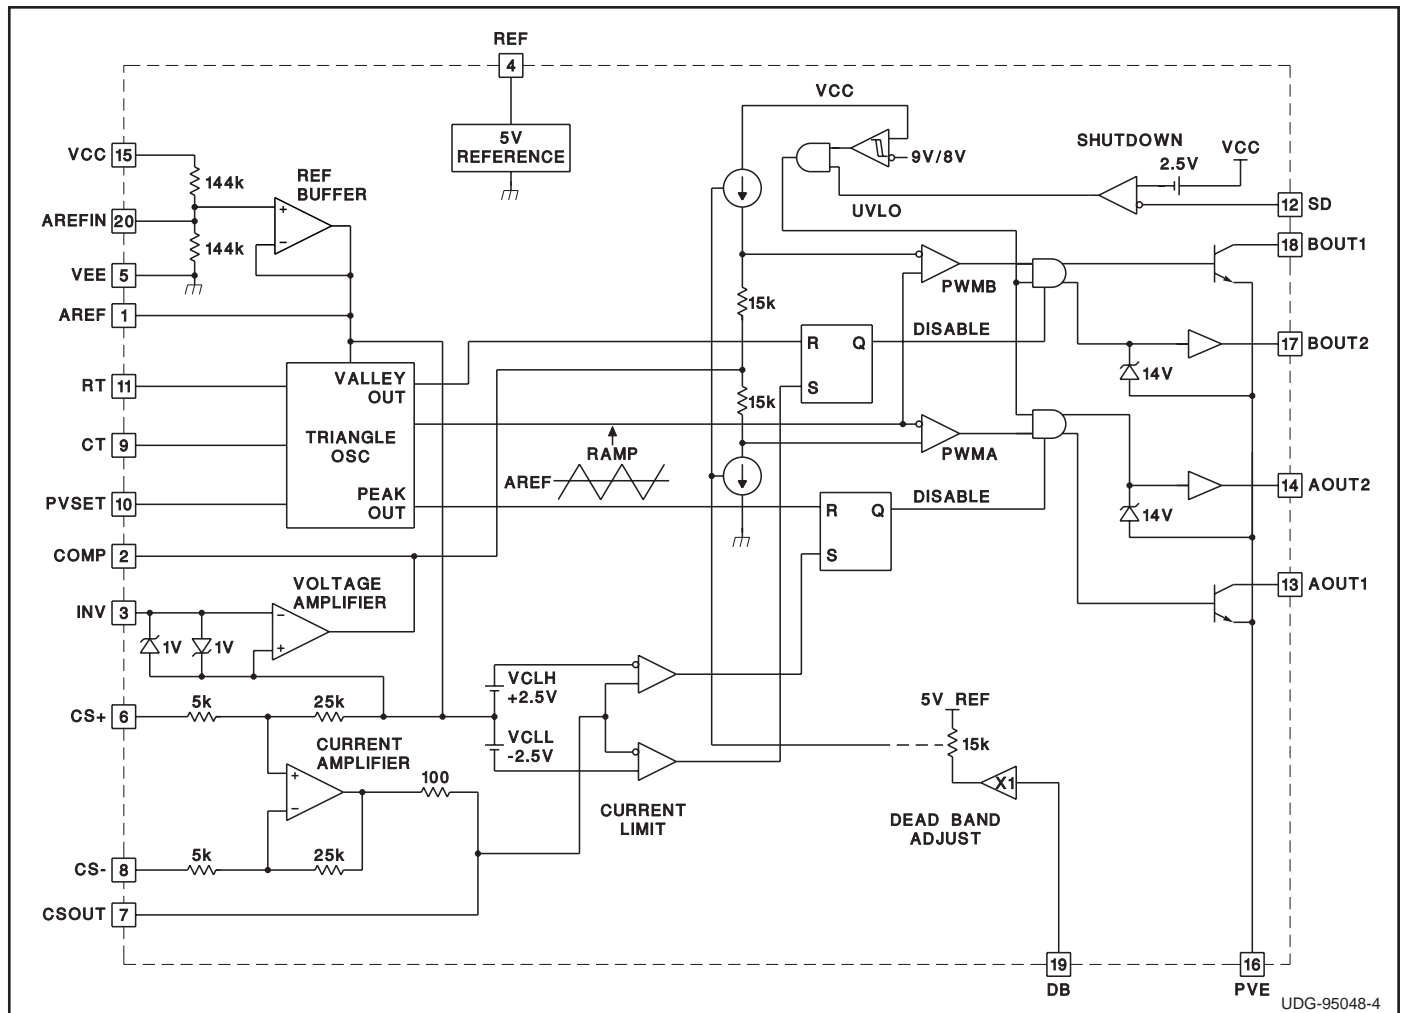 REF
4
5V
REFERENCE
VCC
15
144k
REF
BUFFER
+
−
AREFIN
20
144k
VEE
5
AREF
1
VCC
9V/8V
UVLO
SHUTDOWN
2.5V
VCC
12
SD
18
BOUT1
PWMB
15k
DISABLE
R
Q
S
14V
17
BOUT2
RT
11
CT
9
PVSET
10
VALLEY
OUT
TRIANGLE
OSC
PEAK
OUT
RAMP
AREF
15k
PWMA
DISABLE
R
Q
S
14V
14
AOUT2
13
AOUT1
COMP
2
INV
3
VOLTAGE
AMPLIFIER
−
+
1V
1V
CS+
6
5k
25k
CURRENT
AMPLIFIER
+
−
100
VCLH
+2.5V
VCLL
-2.5V
CURRENT
LIMIT
5V REF
15k
X1
DEAD BAND
ADJUST
CS-
8
5k
25k
CSOUT
7
19
DB
16
PVE
UDG-95048-4